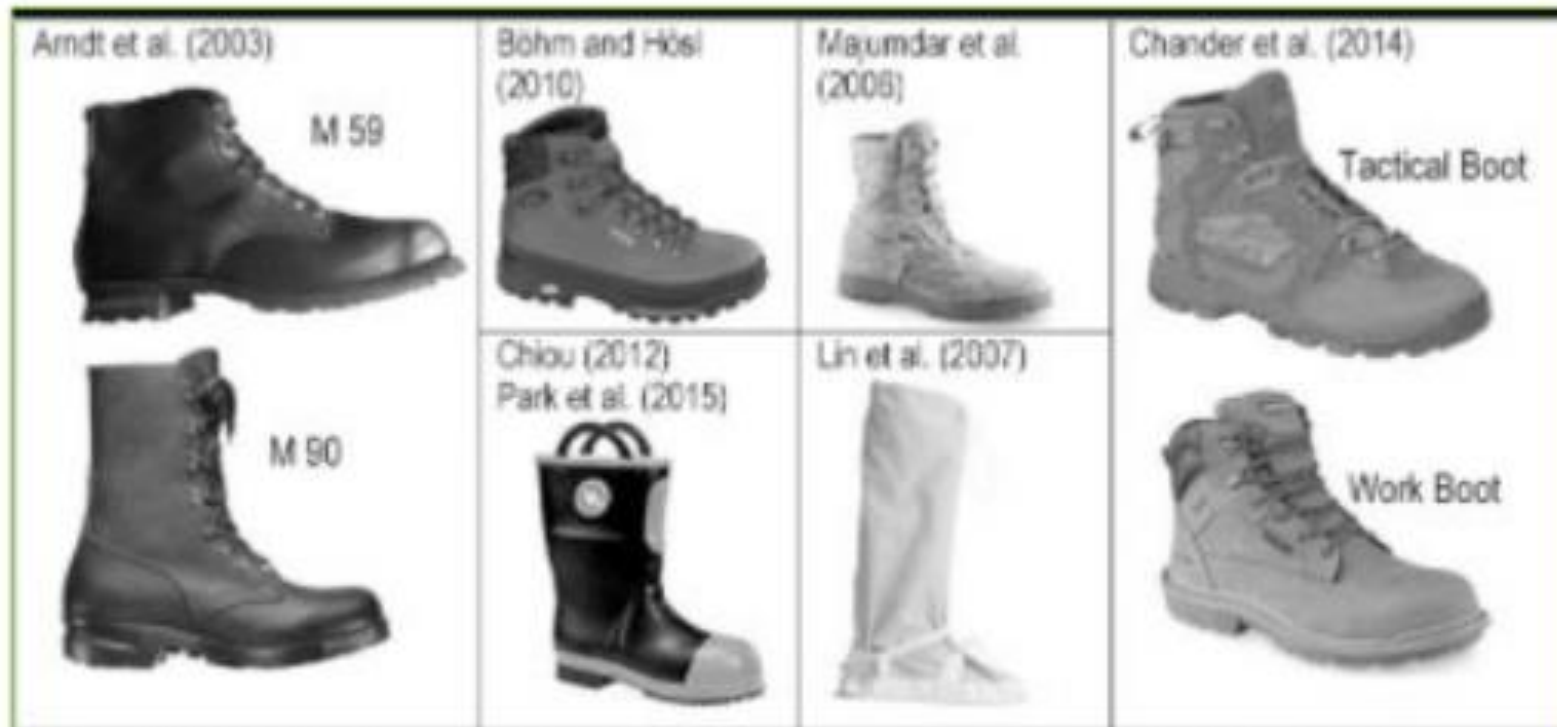 Arndt et al. (2003)
M 59
M 90
Böhm and Hösl
(2010)
Chiou (2012)
Park et al. (2015)
Majumdar et al.
(2006)
Lin et al. (2007)
Chander et al. (2014)
Tactical Boot
Work Boot